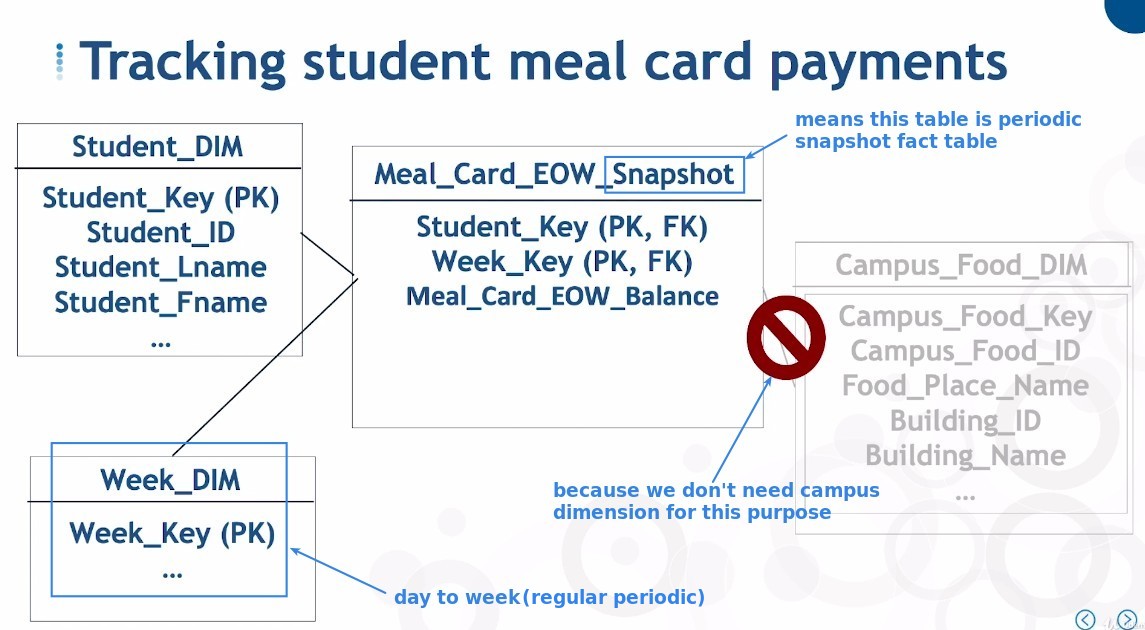 Tracking student meal card payments
means this table is periodic
snapshot fact table
Student_DIM
Student_Key (PK)
Student_ID
Student_Lname
Student_Fname
...
Meal_Card_EOW_Snapshot
Student_Key (PK, FK)
Week_Key (PK, FK)
Meal_Card_EOW_Balance
Campus_Food_DIM
Campus_Food_Key
Campus_Food_ID
Food_Place_Name
Building_ID
Building_Name
...
because we don't need campus
dimension for this purpose
Week_DIM
Week_Key (PK)
...
day to week(regular periodic)